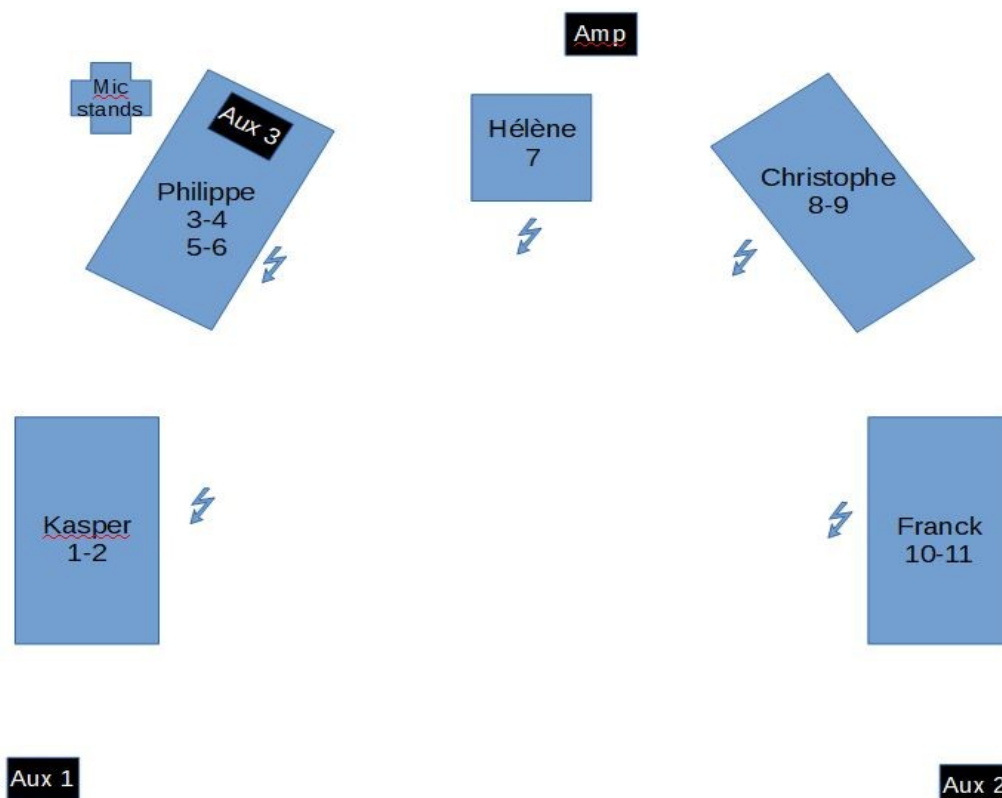 Amp
Mic
stands
Aux 3
Philippe
3-4
5-6
Hélène
7
Christophe
8-9
Kasper
1-2
Franck
10-11
Aux 1
Aux 2